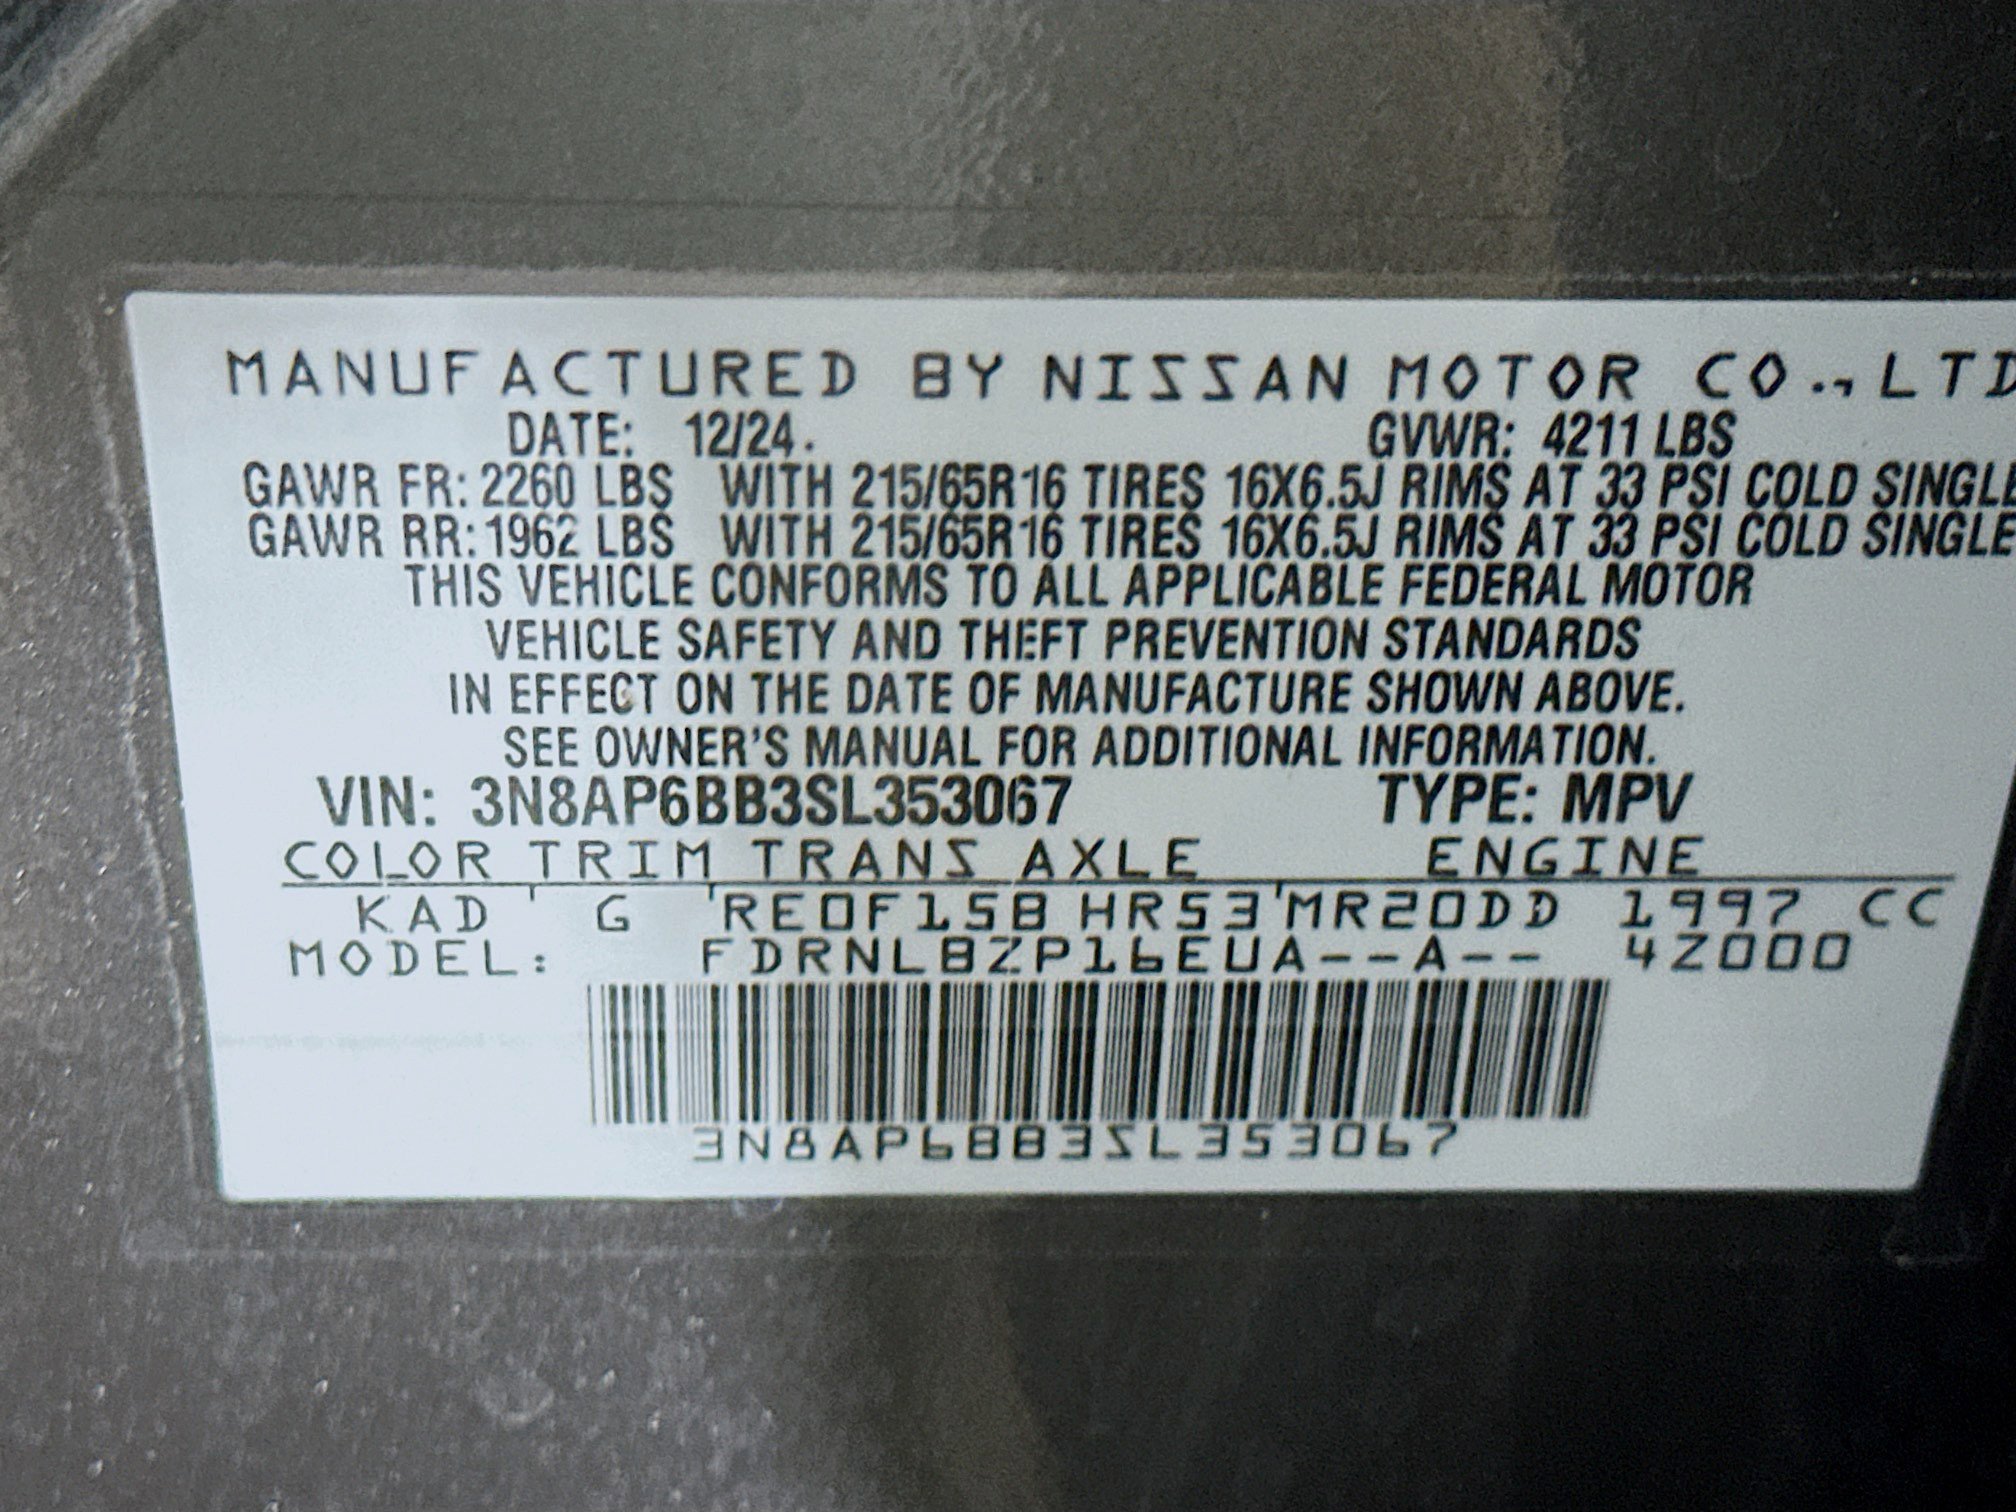 MANUFACTURED BY NISSAN MOTOR CO., LTD
DATE: 12/24. GVWR: 4211 LBS
GAWR FR: 2260 LBS WITH 215/65R16 TIRES 16X6.5J RIMS AT 33 PSI COLD SINGLE
GAWR RR: 1962 LBS WITH 215/65R16 TIRES 16X6.5J RIMS AT 33 PSI COLD SINGLE
THIS VEHICLE CONFORMS TO ALL APPLICABLE FEDERAL MOTOR
VEHICLE SAFETY AND THEFT PREVENTION STANDARDS
IN EFFECT ON THE DATE OF MANUFACTURE SHOWN ABOVE.
SEE OWNER'S MANUAL FOR ADDITIONAL INFORMATION.
VIN: 3N8AP6BB3SL353067 TYPE: MPV
COLOR TRIM TRANS AXLE ENGINE
KAD G RE0F15B HR53 MR20DD 1997 CC
MODEL: FDRNLBZP16EUA--A-- 4Z000
3N8AP6BB3SL353067